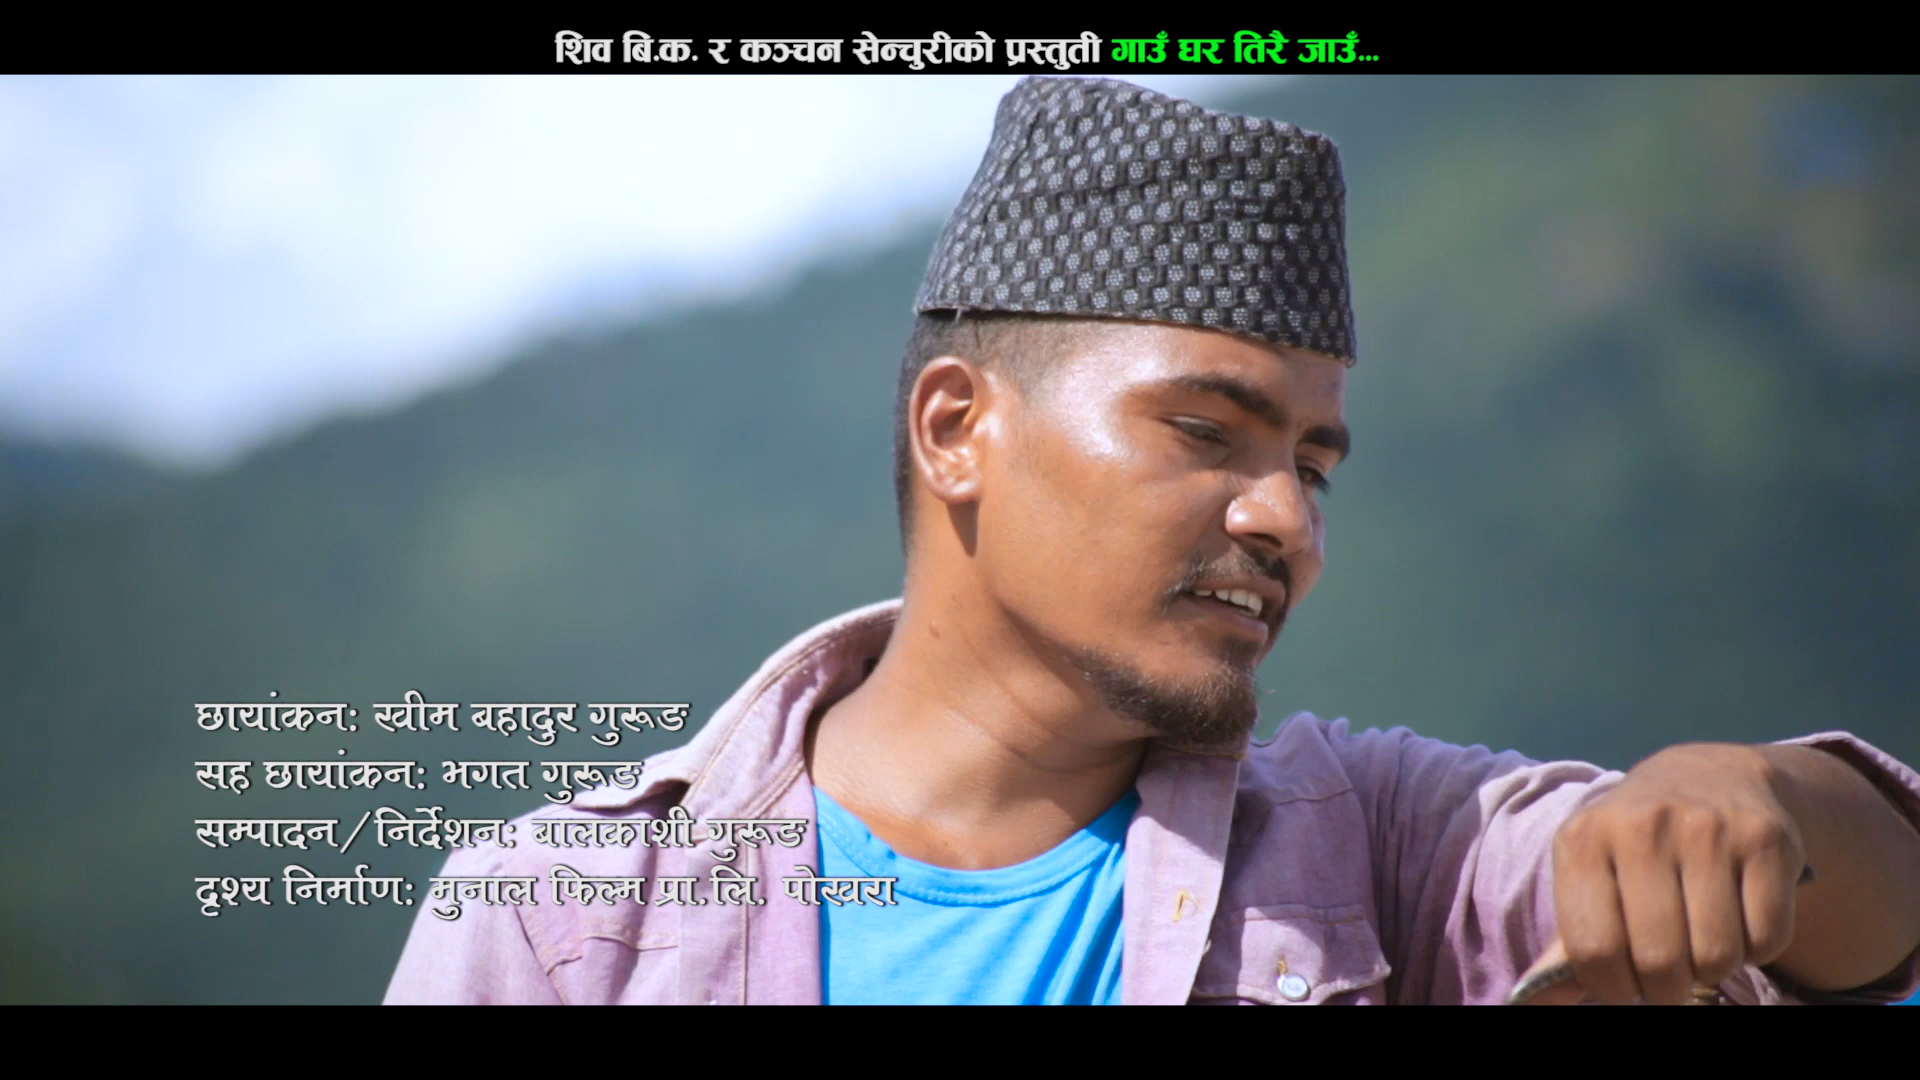 शिव बि.क. र कञ्चन सेन्चुरीको प्रस्तुती गाउँ घर तिरै जाउँ...
छायांकन: खीम बहादुर गुरूङ
सह छायांकन: भगत गुरूङ
सम्पादन/निर्देशन: बालकाशी गुरूङ
दृश्य निर्माण: मुनाल फिल्म प्रा.लि. पोखरा